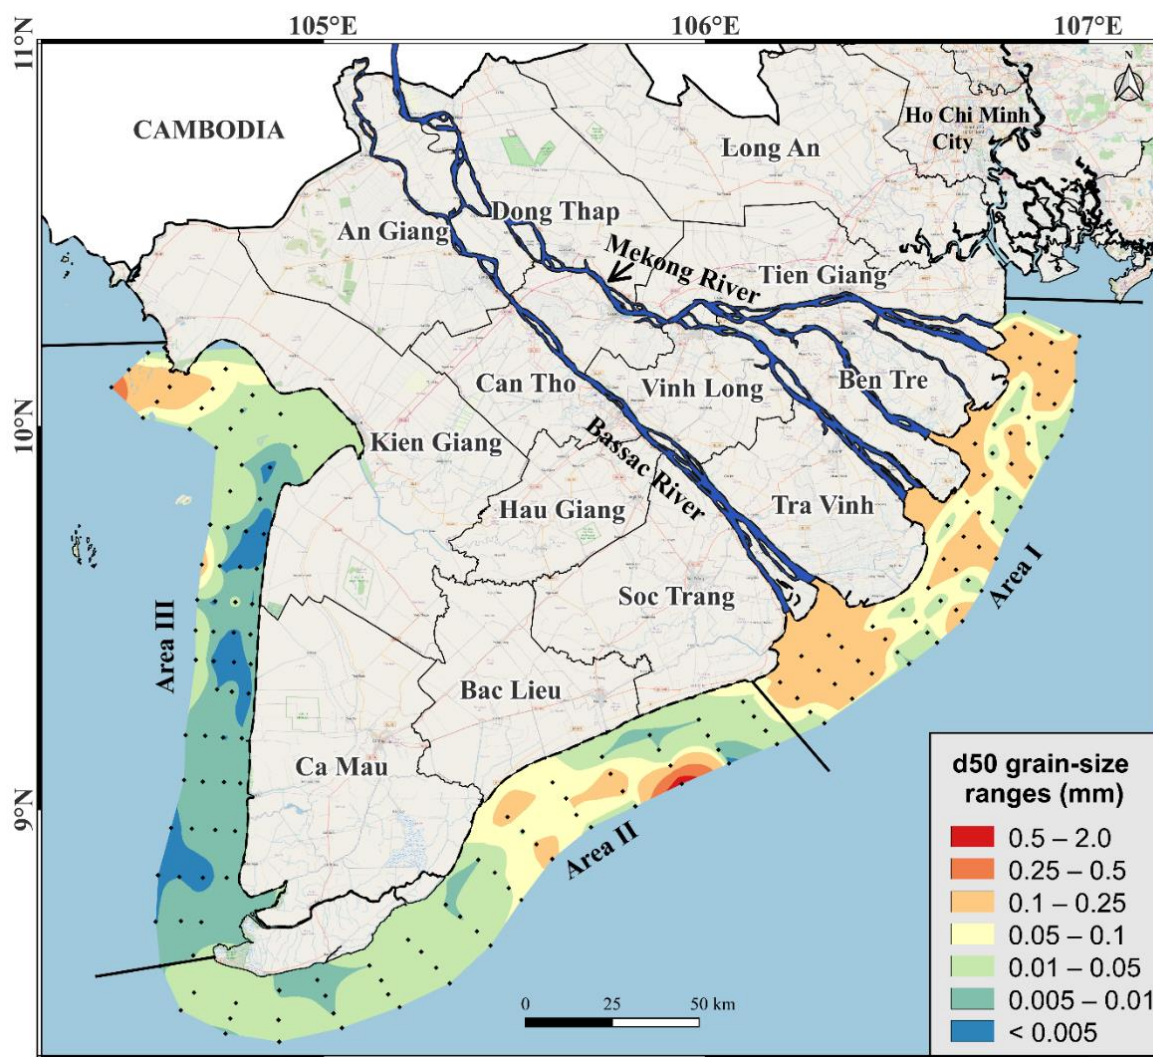 105°E
106°E
107°E
11°N
N
CAMBODIA
Ho Chi Minh
City
Long An
Dong Thap
An Giang
Mekong River
Tien Giang
Can Tho
Vinh Long
Ben Tre
10°N
Kien Giang
Bassac River
Hau Giang
Tra Vinh
Soc Trang
Area I
Area III
Bac Lieu
Ca Mau
9°N
Area II
d50 grain-size
ranges (mm)
0.5 – 2.0
0.25 – 0.5
0.1 – 0.25
0.05 – 0.1
0.01 – 0.05
0.005 – 0.01
< 0.005
0 25 50 km